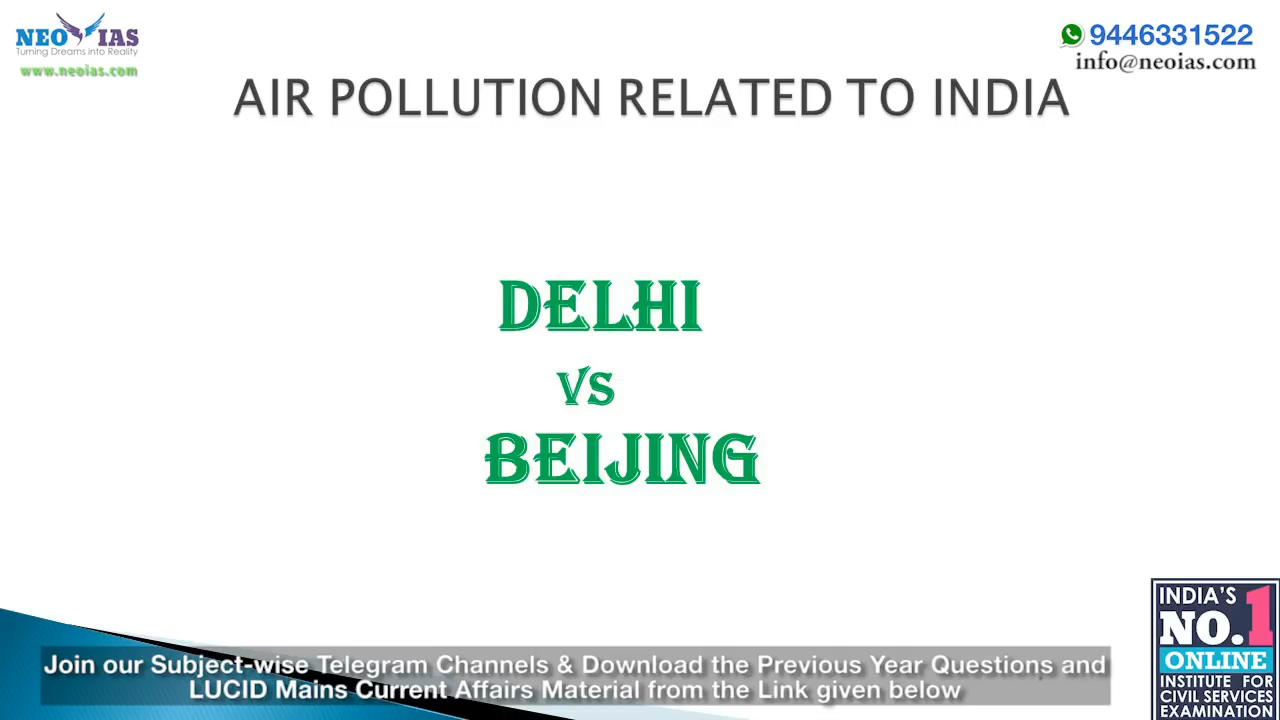 NEO IAS
Turning Dreams into Reality
www.neoias.com
9446331522
info@neoias.com
AIR POLLUTION RELATED TO INDIA
DELHI
VS
BEIJING
INDIA'S
NO.1
ONLINE
INSTITUTE FOR
CIVIL SERVICES
EXAMINATION
Join our Subject-wise Telegram Channels & Download the Previous Year Questions and
LUCID Mains Current Affairs Material from the Link given below